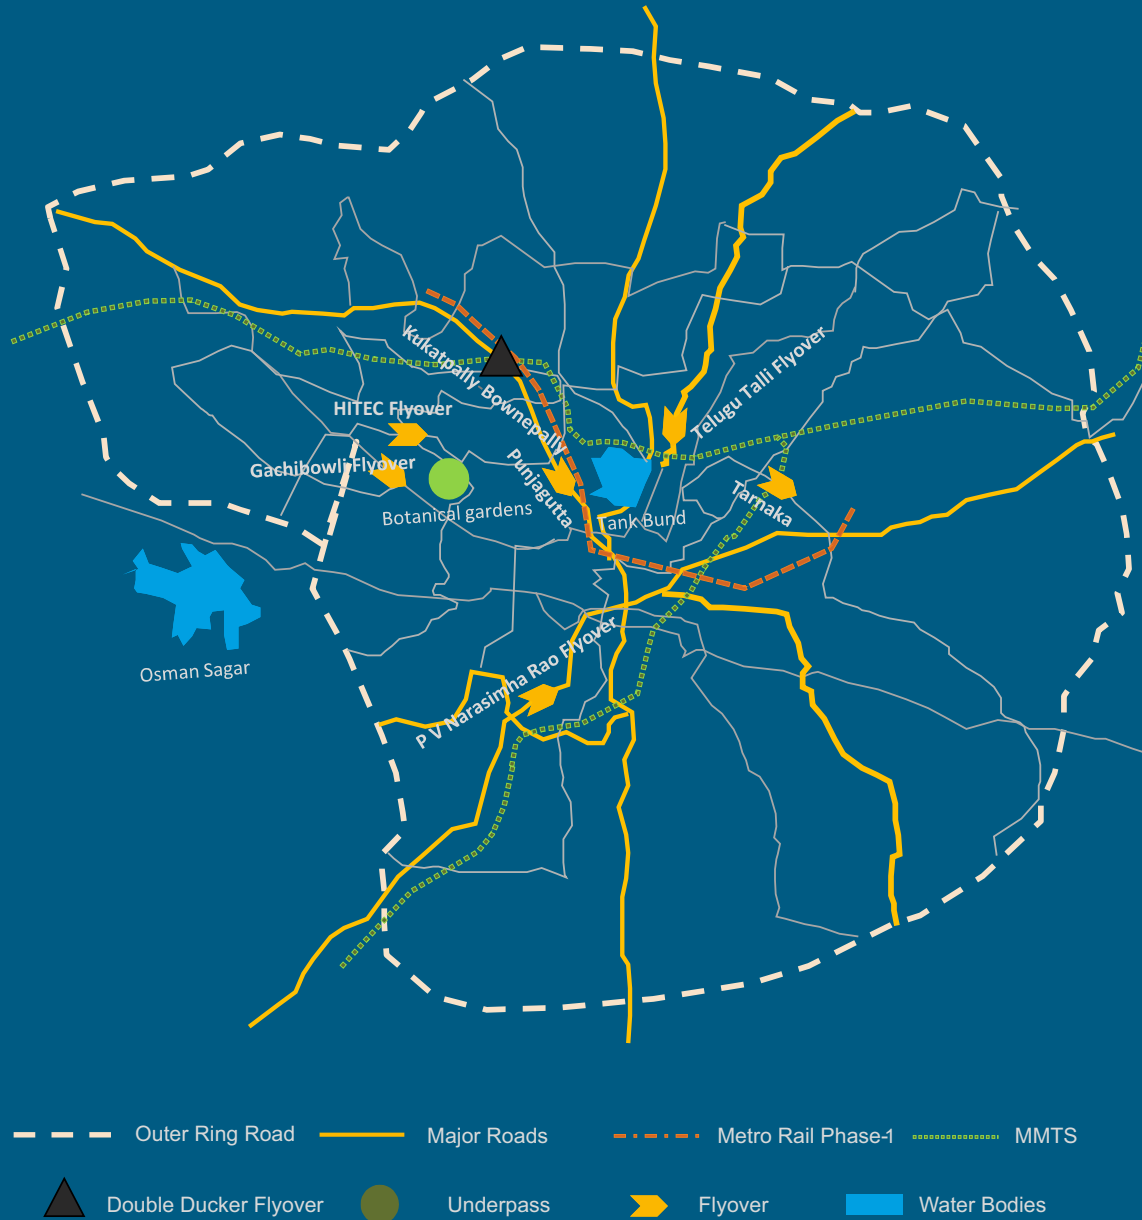 Kukatpally-Bownepally
Telugu Talli Flyover
HITEC Flyover
Gachibowli Flyover
Punjagutta
Tarnaka
Botanical gardens
Tank Bund
P V Narasimha Rao Flyover
Osman Sagar
Outer Ring Road
Major Roads
Metro Rail Phase-1
MMTS
Double Ducker Flyover
Underpass
Flyover
Water Bodies